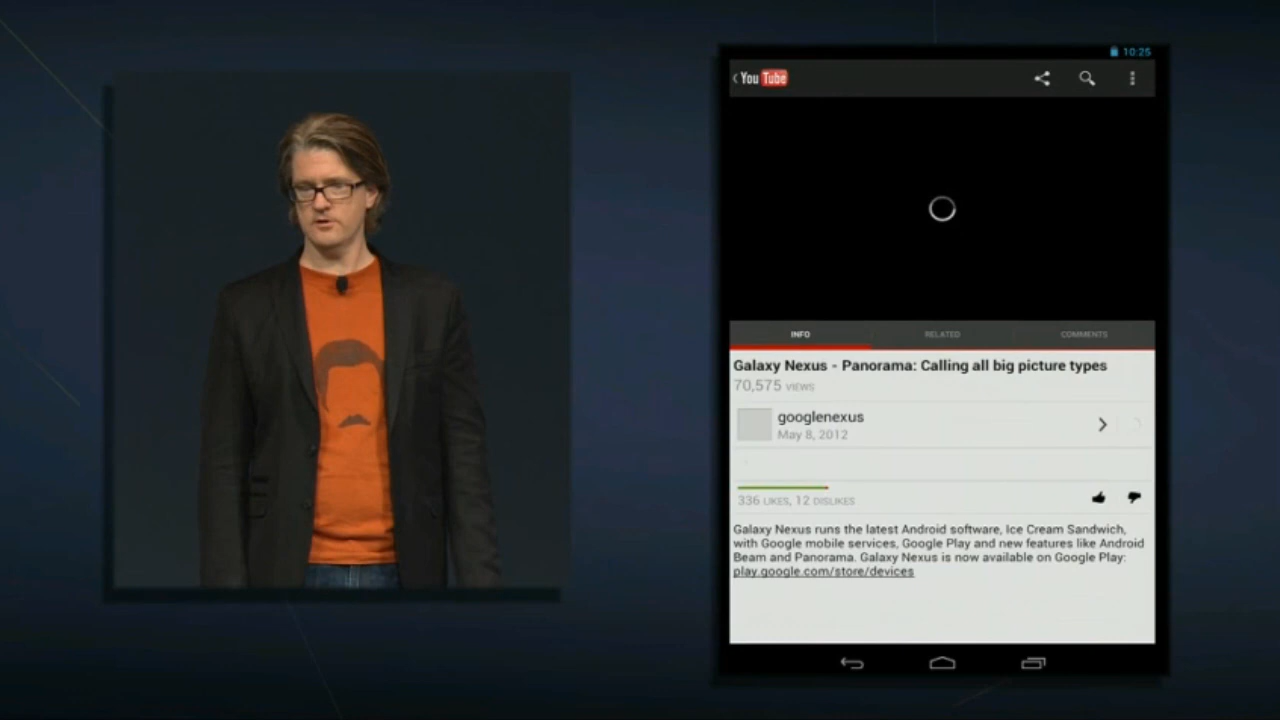 10:25
YouTube
INFO
RELATED
COMMENTS
Galaxy Nexus - Panorama: Calling all big picture types
70,575 VIEWS
googlenexus
May 8, 2012
336 LIKES, 12 DISLIKES
Galaxy Nexus runs the latest Android software, Ice Cream Sandwich,
with Google mobile services, Google Play and new features like Android
Beam and Panorama. Galaxy Nexus is now available on Google Play:
play.google.com/store/devices